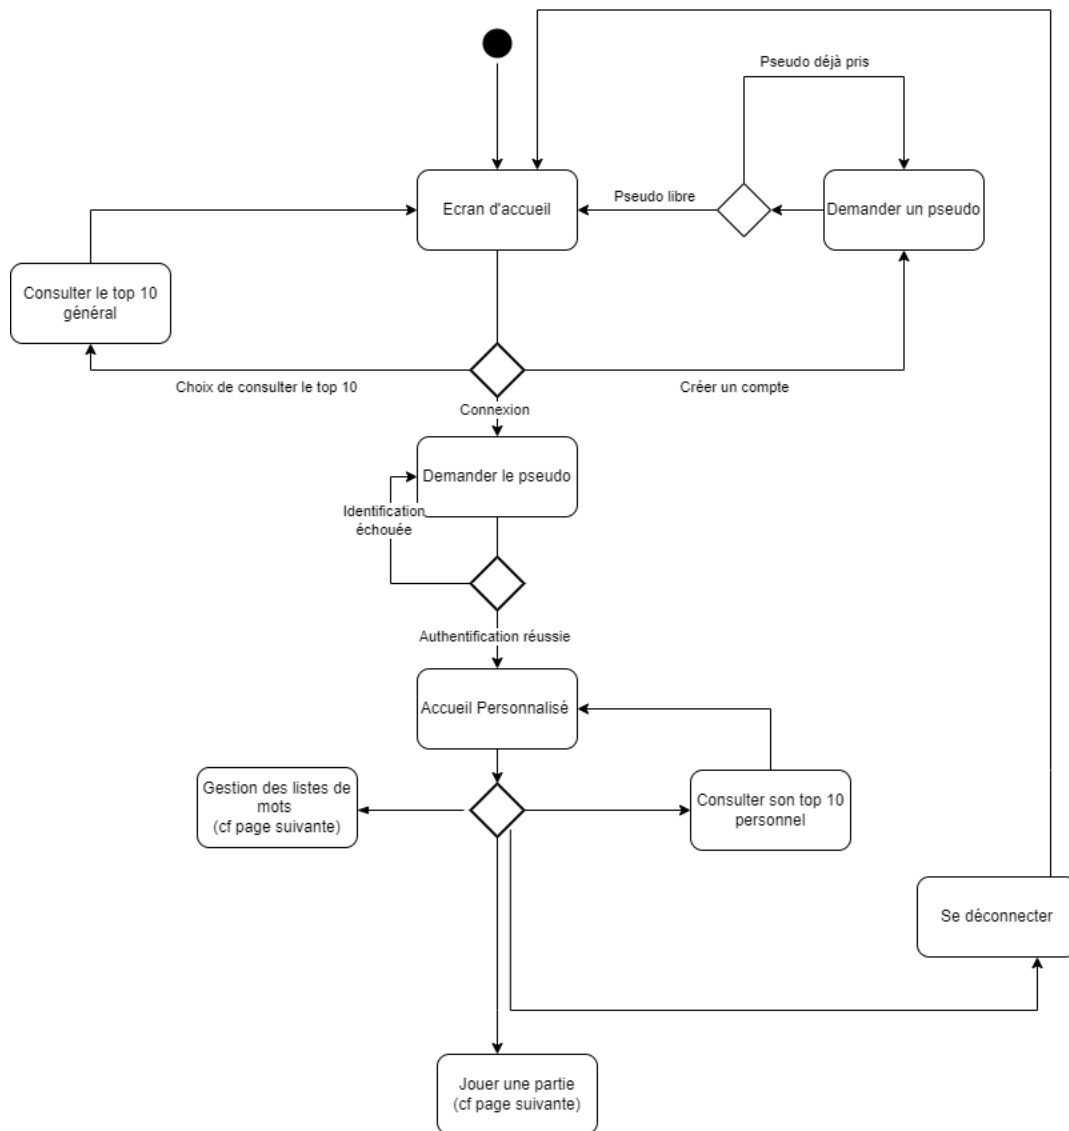 Pseudo déjà pris
Ecran d'accueil
Pseudo libre
Demander un pseudo
Consulter le top 10
général
Choix de consulter le top 10
Créer un compte
Connexion
Demander le pseudo
Identification
échouée
Authentification réussie
Accueil Personnalisé
Gestion des listes de
mots
(cf page suivante)
Consulter son top 10
personnel
Se déconnecter
Jouer une partie
(cf page suivante)